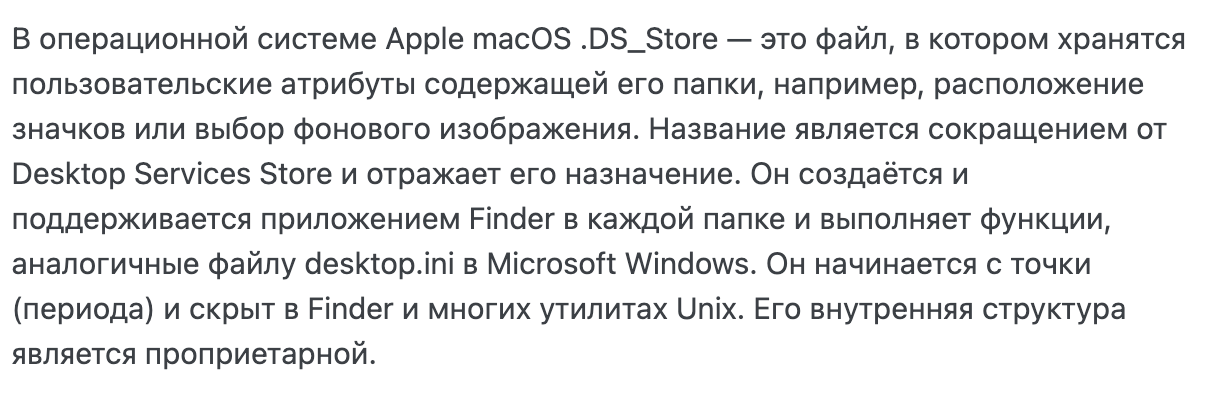 В операционной системе Apple macOS .DS_Store — это файл, в котором хранятся
пользовательские атрибуты содержащей его папки, например, расположение
значков или выбор фонового изображения. Название является сокращением от
Desktop Services Store и отражает его назначение. Он создаётся и
поддерживается приложением Finder в каждой папке и выполняет функции,
аналогичные файлу desktop.ini в Microsoft Windows. Он начинается с точки
(периода) и скрыт в Finder и многих утилитах Unix. Его внутренняя структура
является проприетарной.